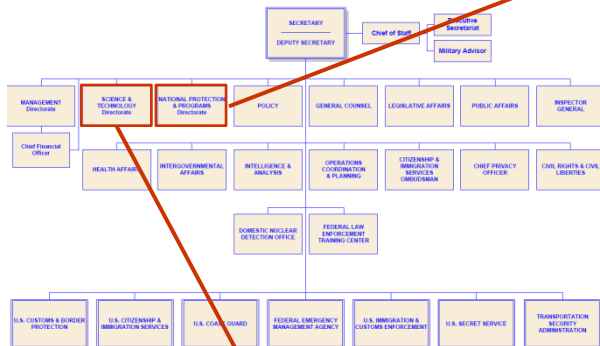 SECRETARY
DEPUTY SECRETARY
Chief of Staff
Executive
Secretariat
Military Advisor
MANAGEMENT
Directorate
SCIENCE &
TECHNOLOGY
Directorate
NATIONAL PROTECTION
& PROGRAMS
Directorate
POLICY
GENERAL COUNSEL
LEGISLATIVE AFFAIRS
PUBLIC AFFAIRS
INSPECTOR
GENERAL
Chief Financial
Officer
HEALTH AFFAIRS
INTERGOVERNMENTAL
AFFAIRS
INTELLIGENCE &
ANALYSIS
OPERATIONS
COORDINATION
& PLANNING
CITIZENSHIP &
IMMIGRATION
SERVICES
OMBUDSMAN
CHIEF PRIVACY
OFFICER
CIVIL RIGHTS & CIVIL
LIBERTIES
DOMESTIC NUCLEAR
DETECTION OFFICE
FEDERAL LAW
ENFORCEMENT
TRAINING CENTER
U.S. CUSTOMS & BORDER
PROTECTION
U.S. CITIZENSHIP &
IMMIGRATION SERVICES
U.S. COAST GUARD
FEDERAL EMERGENCY
MANAGEMENT AGENCY
U.S. IMMIGRATION &
CUSTOMS ENFORCEMENT
U.S. SECRET SERVICE
TRANSPORTATION
SECURITY
ADMINISTRATION